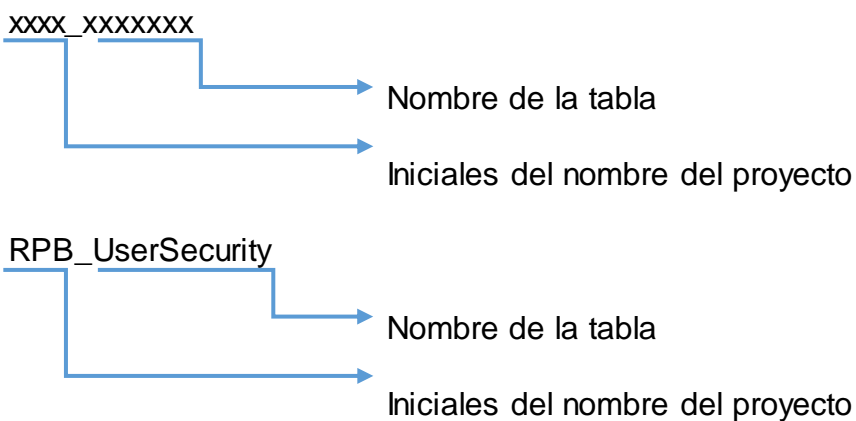 xxxx_xxxxxxx
Nombre de la tabla
Iniciales del nombre del proyecto
RPB_UserSecurity
Nombre de la tabla
Iniciales del nombre del proyecto